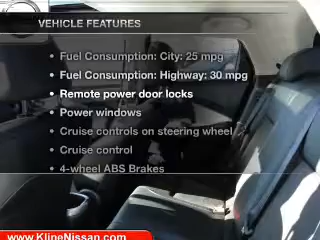 VEHICLE FEATURES
• Fuel Consumption: City: 25 mpg
• Fuel Consumption: Highway: 30 mpg
• Remote power door locks
• Power windows
• Cruise controls on steering wheel
• Cruise control
• 4-wheel ABS Brakes
www.KlineNissan.com